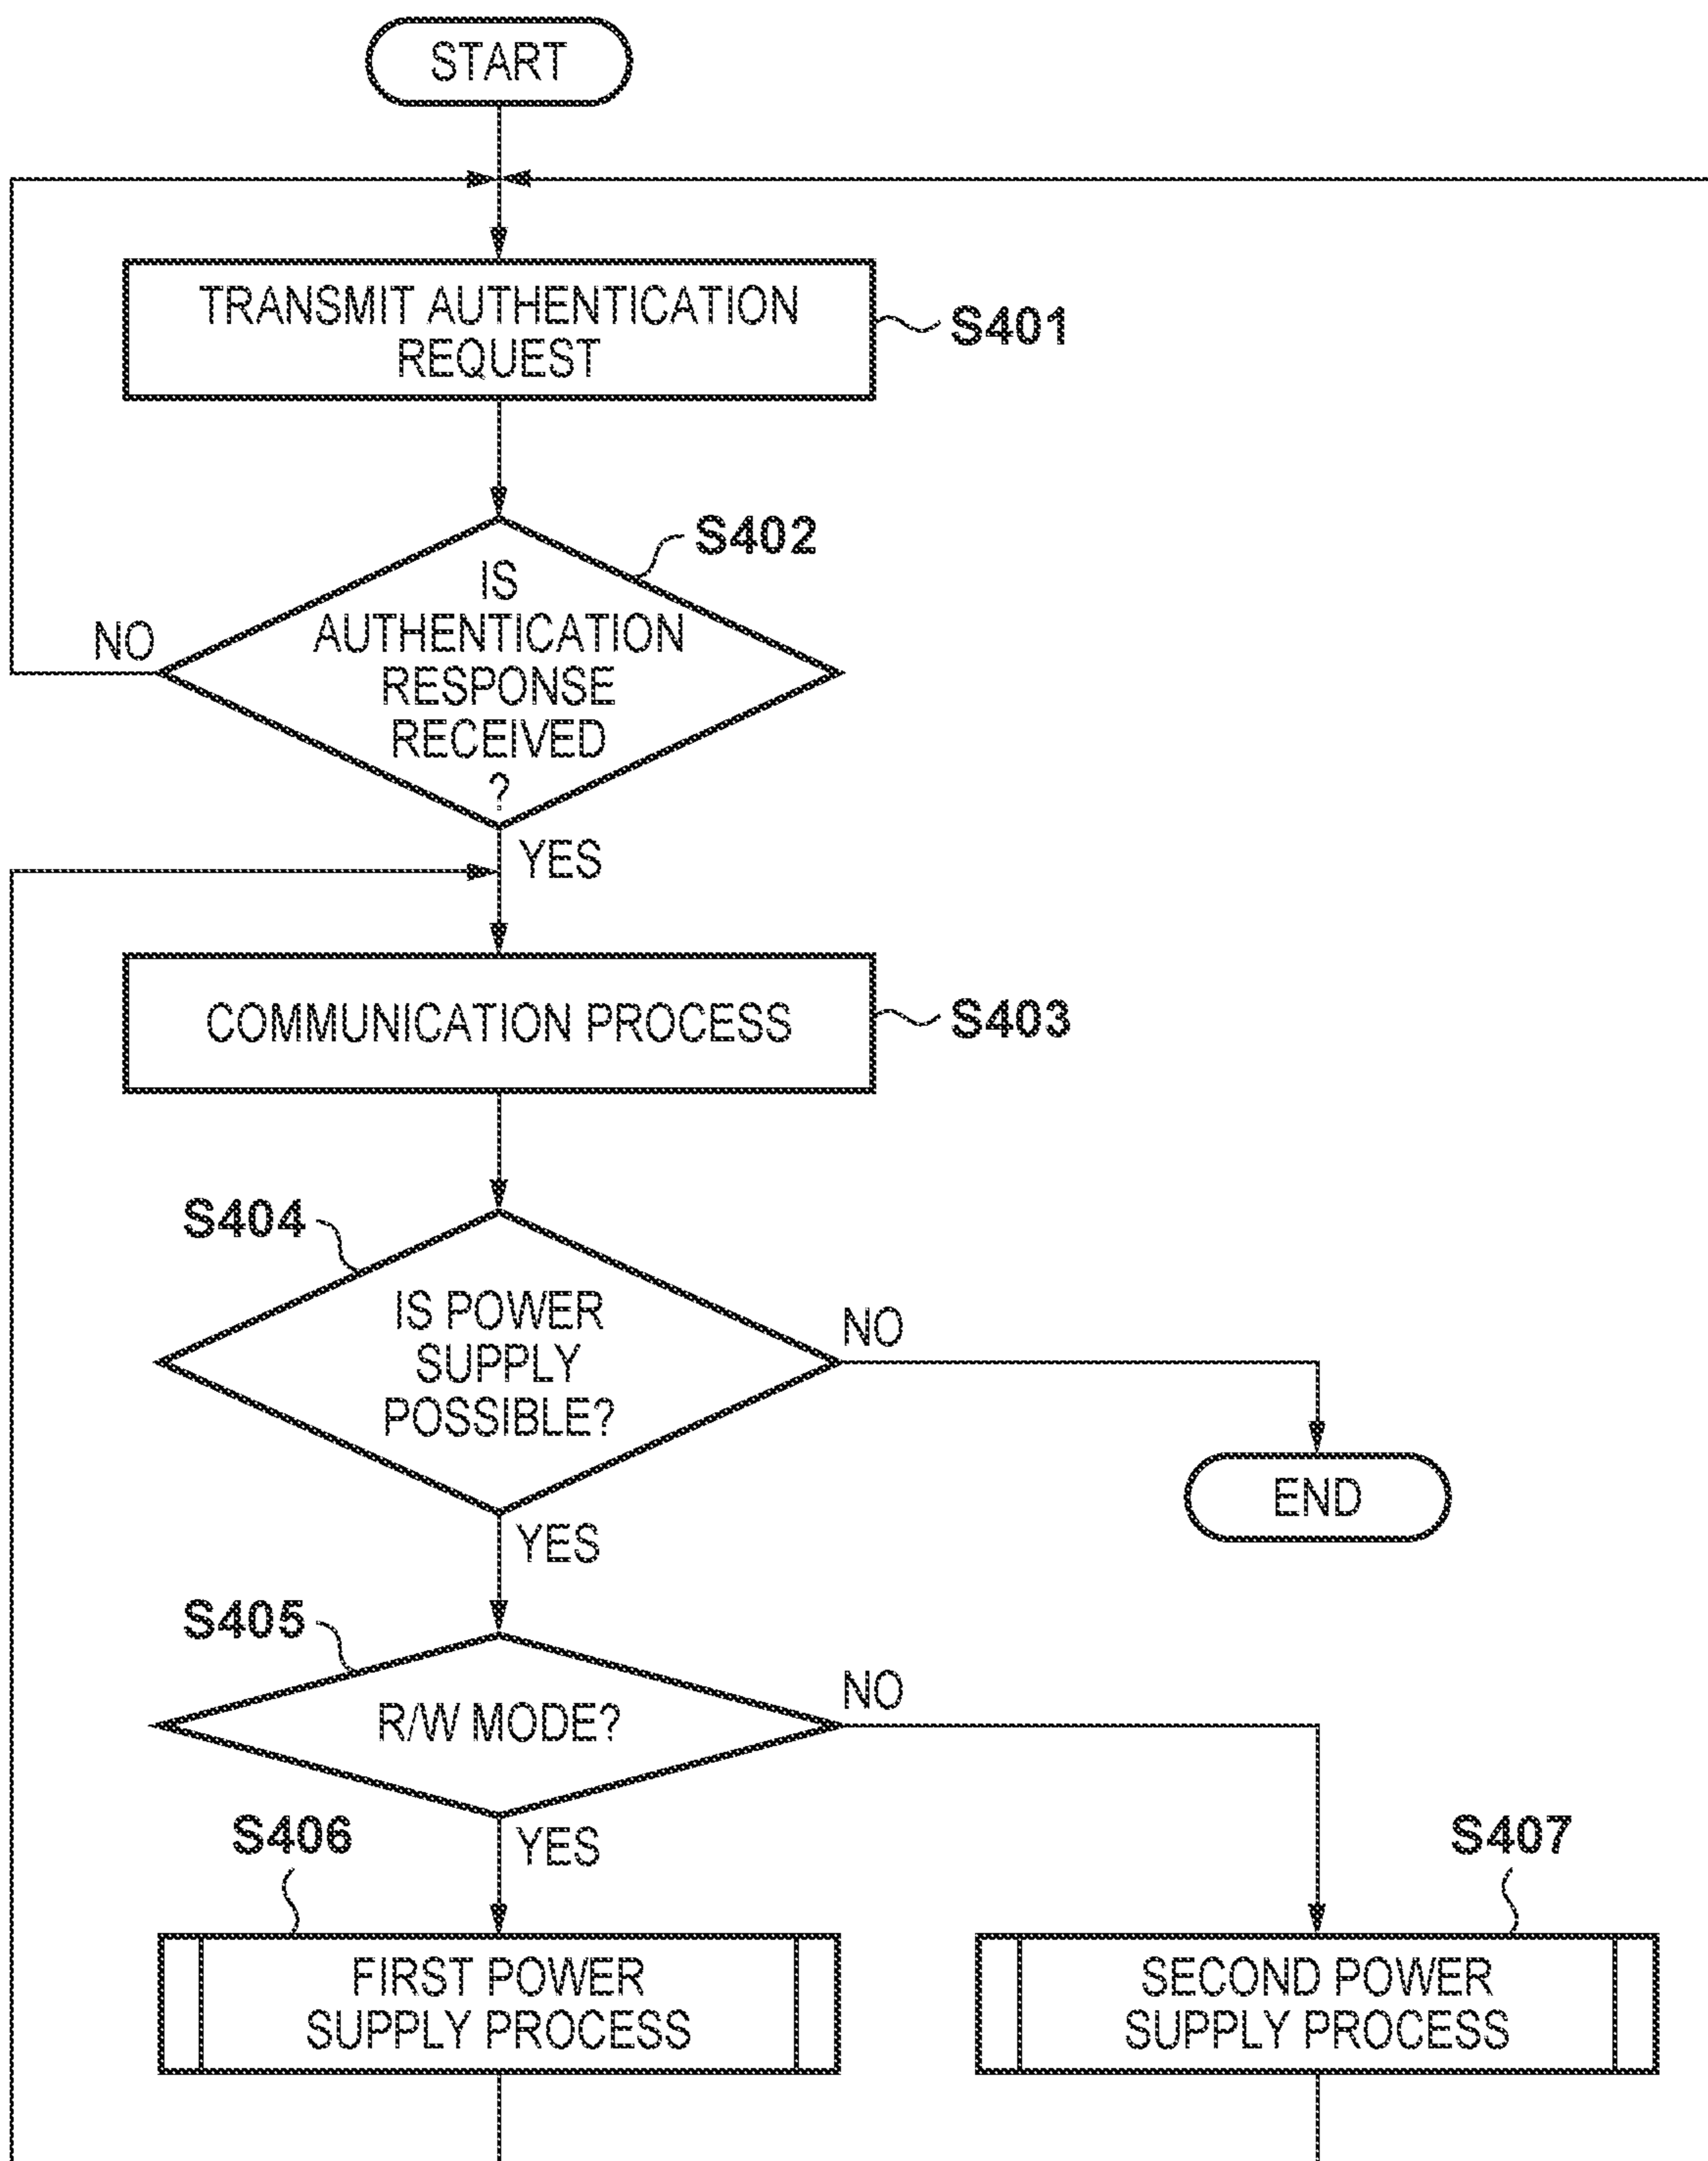 START
TRANSMIT AUTHENTICATION
REQUEST
S401
S402
IS
AUTHENTICATION
RESPONSE
RECEIVED
?
NO
YES
COMMUNICATION PROCESS
S403
S404
IS POWER
SUPPLY
POSSIBLE?
NO
END
YES
S405
R/W MODE?
NO
YES
S406
S407
FIRST POWER
SUPPLY PROCESS
SECOND POWER
SUPPLY PROCESS